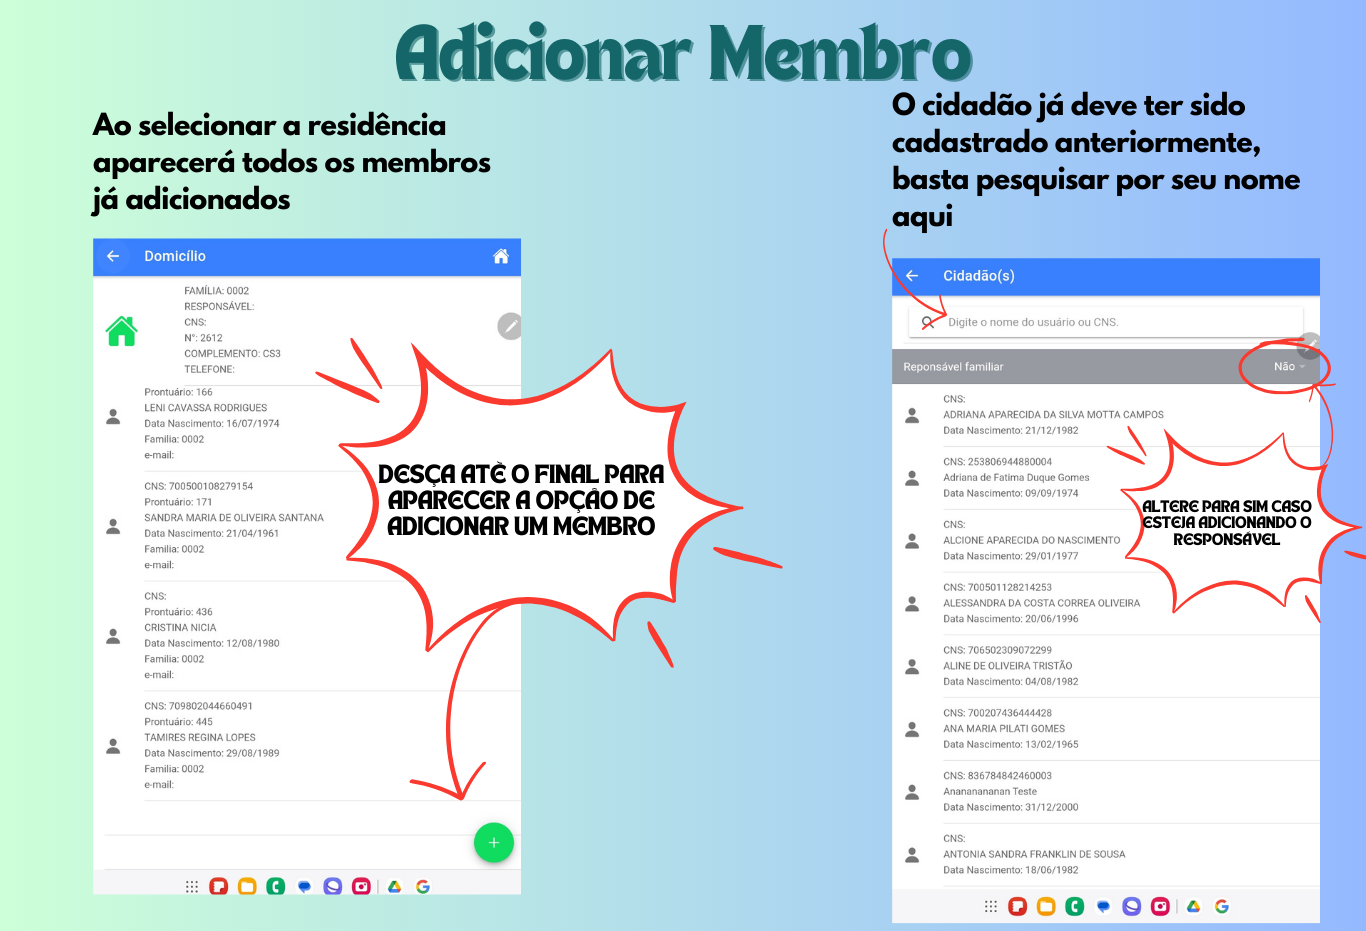 Adicionar Membro
Ao selecionar a residência
aparecerá todos os membros
já adicionados
Domicílio
FAMÍLIA: 0002
RESPONSÁVEL:
CNS:
N°: 2612
COMPLEMENTO: CS3
TELEFONE:
Prontuário: 166
LENI CAVASSA RODRIGUES
Data Nascimento: 16/07/1974
Familia: 0002
e-mail:
CNS: 700500108279154
Prontuário: 171
SANDRA MARIA DE OLIVEIRA SANTANA
Data Nascimento: 21/04/1961
Familia: 0002
e-mail:
CNS:
Prontuário: 436
CRISTINA NICIA
Data Nascimento: 12/08/1980
Familia: 0002
e-mail:
CNS: 709802044660491
Prontuário: 445
TAMIRES REGINA LOPES
Data Nascimento: 29/08/1989
Familia: 0002
e-mail:
DESÇA ATÉ O FINAL PARA
APARECER A OPÇÃO DE
ADICIONAR UM MEMBRO
O cidadão já deve ter sido
cadastrado anteriormente,
basta pesquisar por seu nome
aqui
Cidadão(s)
Digite o nome do usuário ou CNS.
Reponsável familiar
Não
CNS:
ADRIANA APARECIDA DA SILVA MOTTA CAMPOS
Data Nascimento: 21/12/1982
CNS: 253806944880004
Adriana de Fatima Duque Gomes
Data Nascimento: 09/09/1974
CNS:
ALCIONE APARECIDA DO NASCIMENTO
Data Nascimento: 29/01/1977
CNS: 700501128214253
ALESSANDRA DA COSTA CORREA OLIVEIRA
Data Nascimento: 20/06/1996
CNS: 706502309072299
ALINE DE OLIVEIRA TRISTÃO
Data Nascimento: 04/08/1982
CNS: 700207436444428
ANA MARIA PILATI GOMES
Data Nascimento: 13/02/1965
CNS: 836784842460003
Anananananan Teste
Data Nascimento: 31/12/2000
CNS:
ANTONIA SANDRA FRANKLIN DE SOUSA
Data Nascimento: 18/06/1982
ALTERE PARA SIM CASO
ESTEJA ADICIONANDO O
RESPONSÁVEL